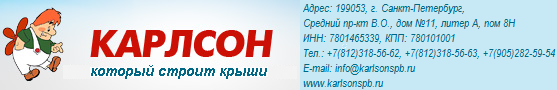 КАРЛСОН
который строит крыши
Адрес: 199053, г. Санкт-Петербург,
Средний пр-кт В.О., дом №11, литер А, пом 8Н
ИНН: 7801465339, КПП: 780101001
Тел.: +7(812)318-56-62, +7(812)318-56-63, +7(905)282-59-54
E-mail: info@karlsonspb.ru
www.karlsonspb.ru